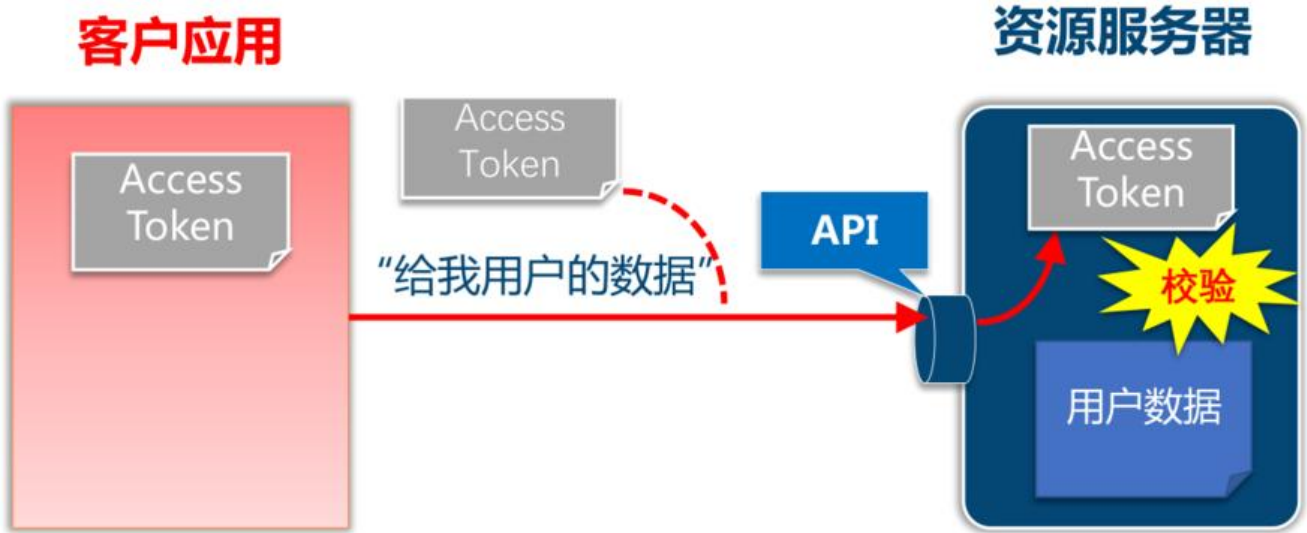 客户应用
资源服务器
Access
Token
Access
Token
“给我用户的数据”
API
Access
Token
校验
用户数据